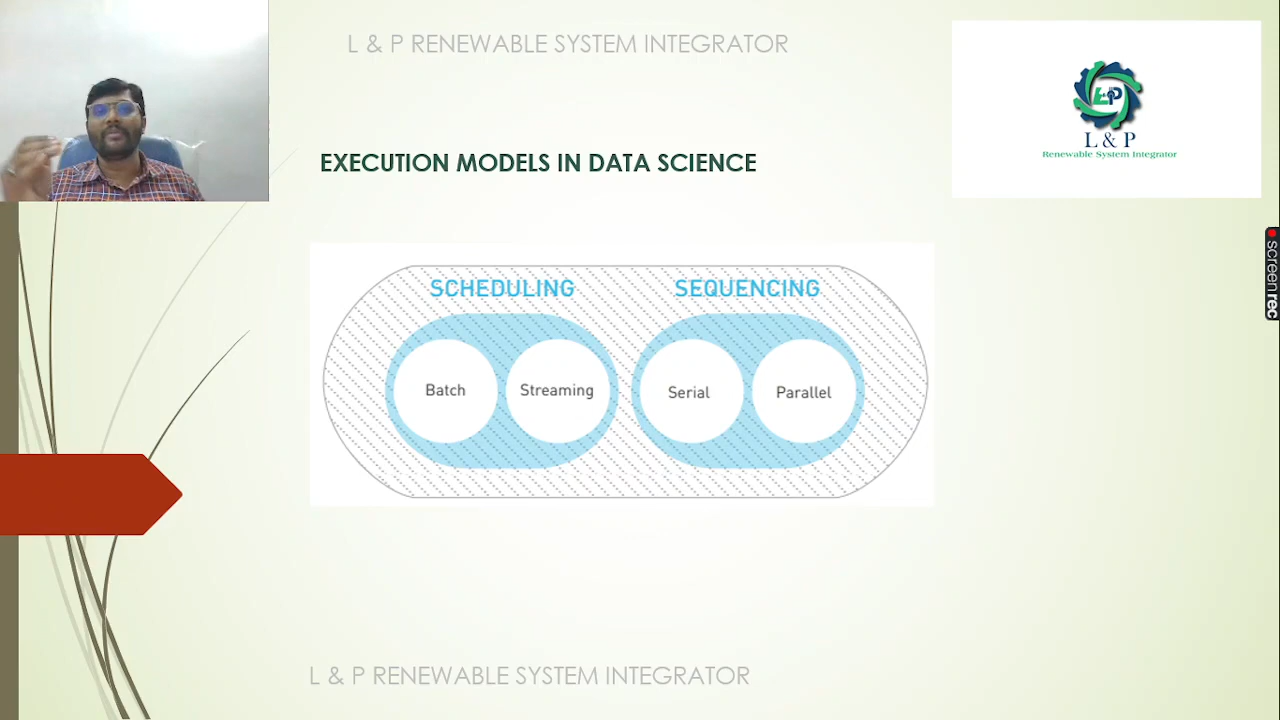 L & P RENEWABLE SYSTEM INTEGRATOR
L&P
L & P
Renewable System Integrator
EXECUTION MODELS IN DATA SCIENCE
SCHEDULING
SEQUENCING
Batch
Streaming
Serial
Parallel
screenrec
L & P RENEWABLE SYSTEM INTEGRATOR